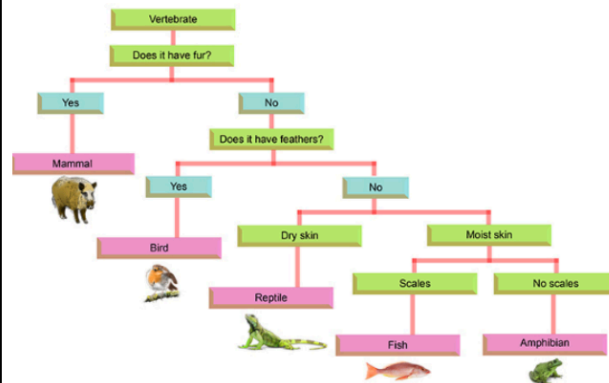 Vertebrate
Does it have fur?
Yes
No
Does it have feathers?
Mammal
Yes
No
Bird
Dry skin
Moist skin
Reptile
Scales
No scales
Fish
Amphibian